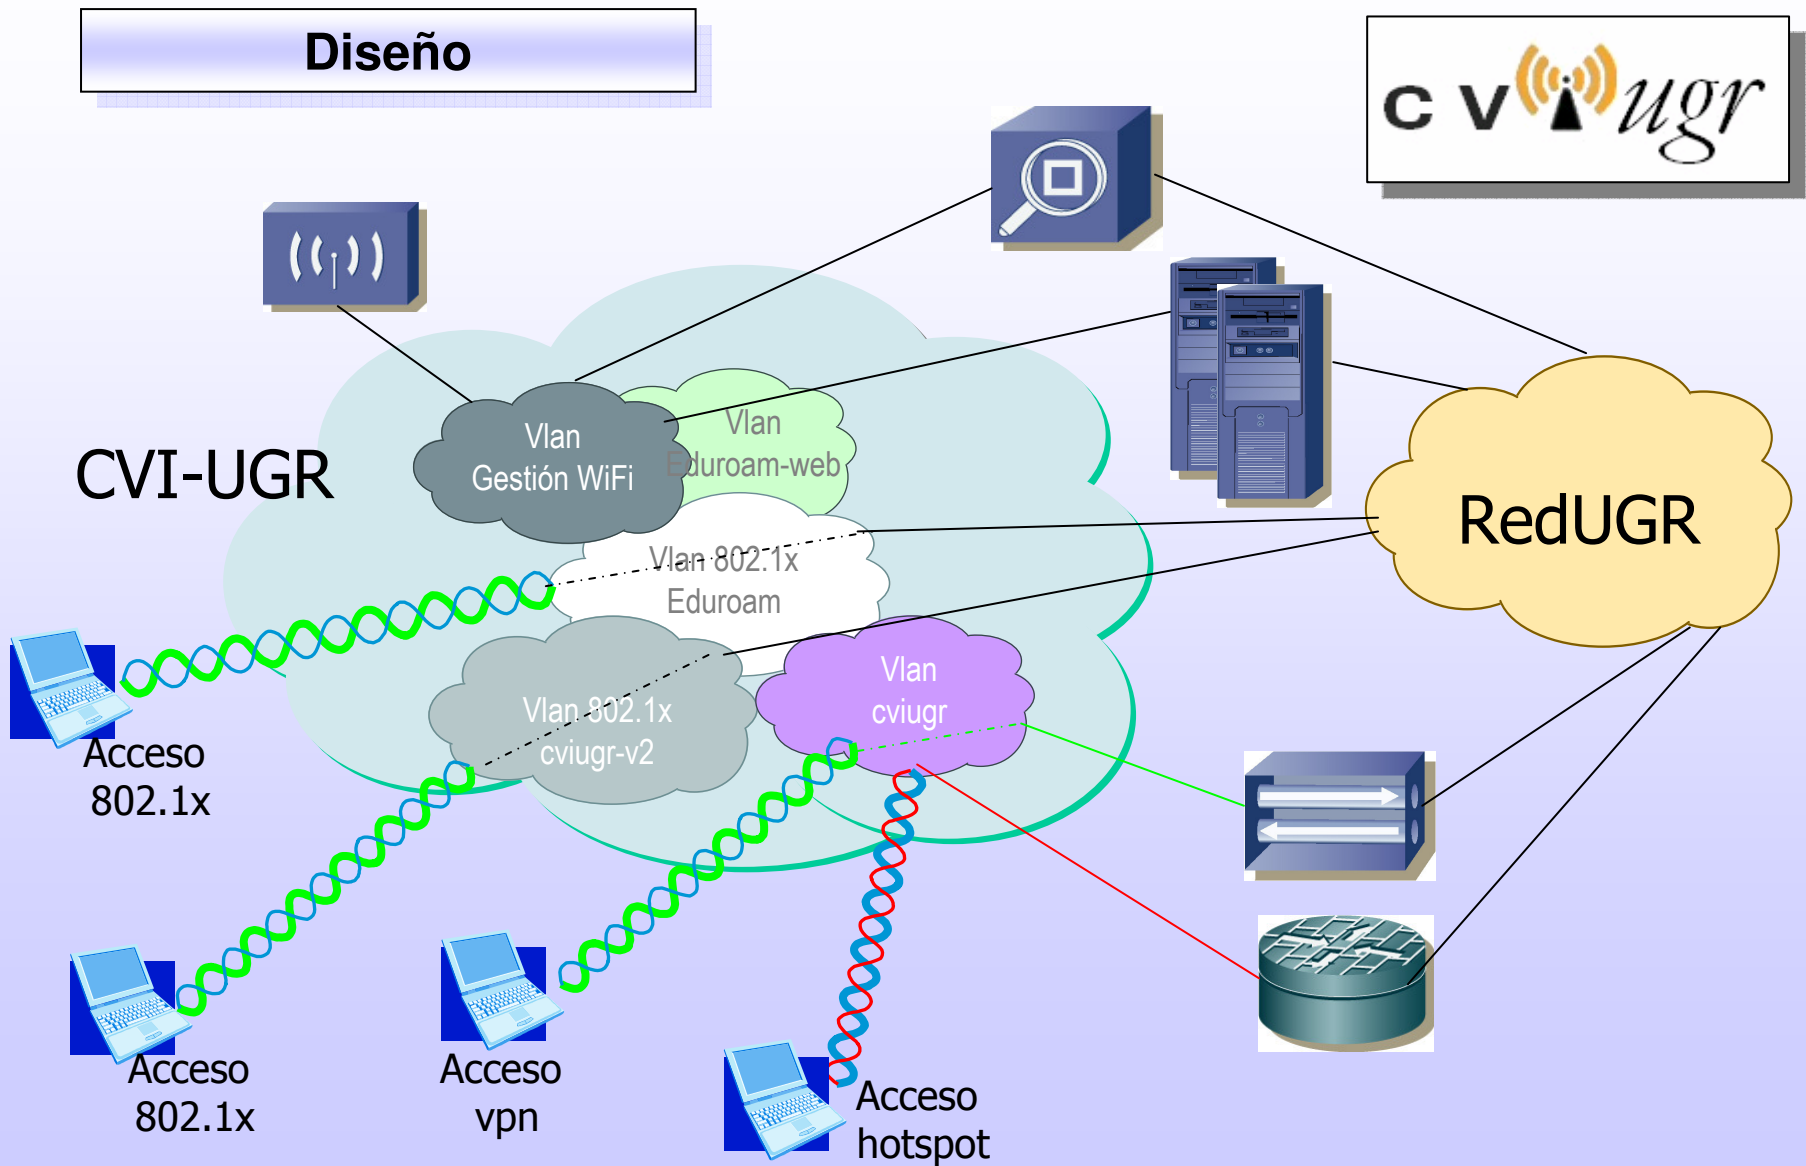 Diseño
CVIugr
CVI-UGR
Vlan
Gestión WiFi
Vlan
Eduroam-web
Vlan 802.1x
Eduroam
Vlan 802.1x
cviugr-v2
Vlan
cviugr
RedUGR
Acceso
802.1x
Acceso
802.1x
Acceso
vpn
Acceso
hotspot